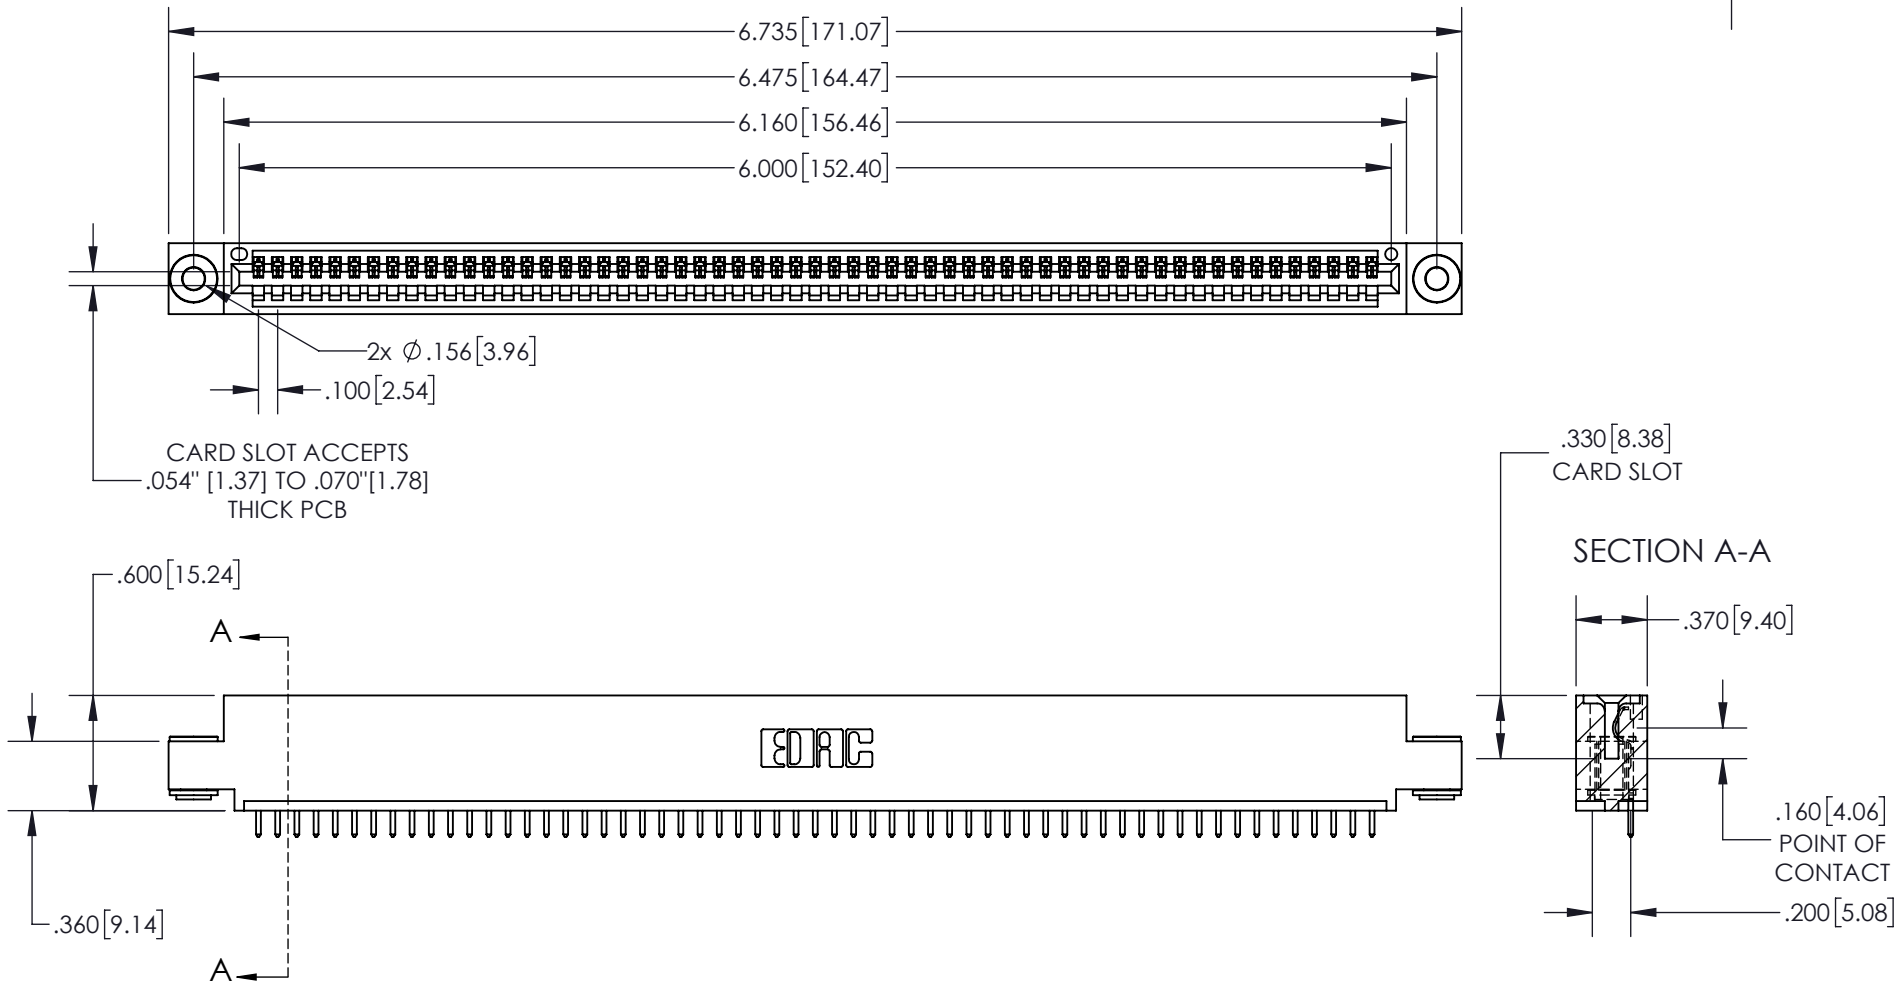 6.735[171.07]
6.475[164.47]
6.160[156.46]
6.000[152.40]
2x Ø.156[3.96]
.100[2.54]
CARD SLOT ACCEPTS
.054" [1.37] TO .070"[1.78]
THICK PCB
.330[8.38]
CARD SLOT
SECTION A-A
.600[15.24]
.370[9.40]
A
EDAC
.160[4.06]
POINT OF
CONTACT
.200[5.08]
.360[9.14]
A